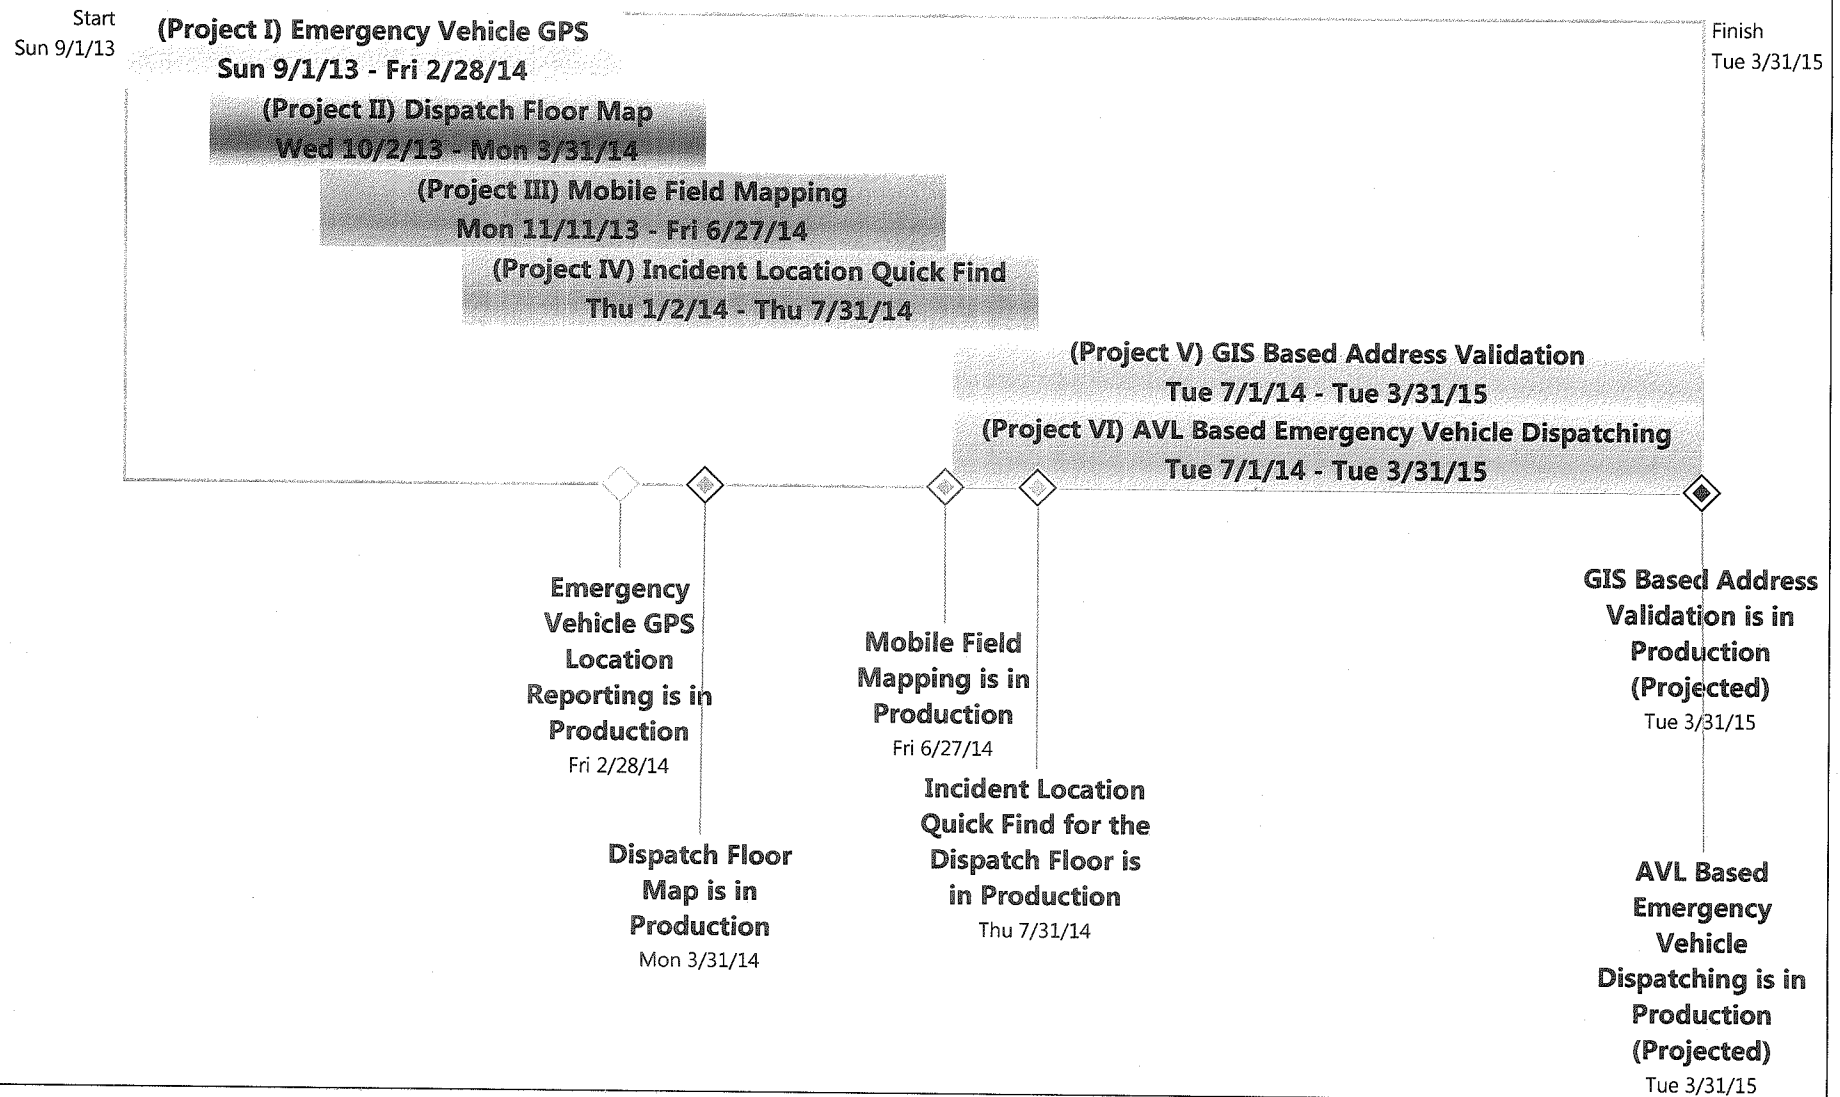 Start
Sun 9/1/13
(Project I) Emergency Vehicle GPS
Sun 9/1/13 - Fri 2/28/14
Finish
Tue 3/31/15
(Project II) Dispatch Floor Map
Wed 10/2/13 - Mon 3/31/14
(Project III) Mobile Field Mapping
Mon 11/11/13 - Fri 6/27/14
(Project IV) Incident Location Quick Find
Thu 1/2/14 - Thu 7/31/14
(Project V) GIS Based Address Validation
Tue 7/1/14 - Tue 3/31/15
(Project VI) AVL Based Emergency Vehicle Dispatching
Tue 7/1/14 - Tue 3/31/15
Emergency
Vehicle GPS
Location
Reporting is in
Production
Fri 2/28/14
Dispatch Floor
Map is in
Production
Mon 3/31/14
Mobile Field
Mapping is in
Production
Fri 6/27/14
Incident Location
Quick Find for the
Dispatch Floor is
in Production
Thu 7/31/14
GIS Based Address
Validation is in
Production
(Projected)
Tue 3/31/15
AVL Based
Emergency
Vehicle
Dispatching is in
Production
(Projected)
Tue 3/31/15